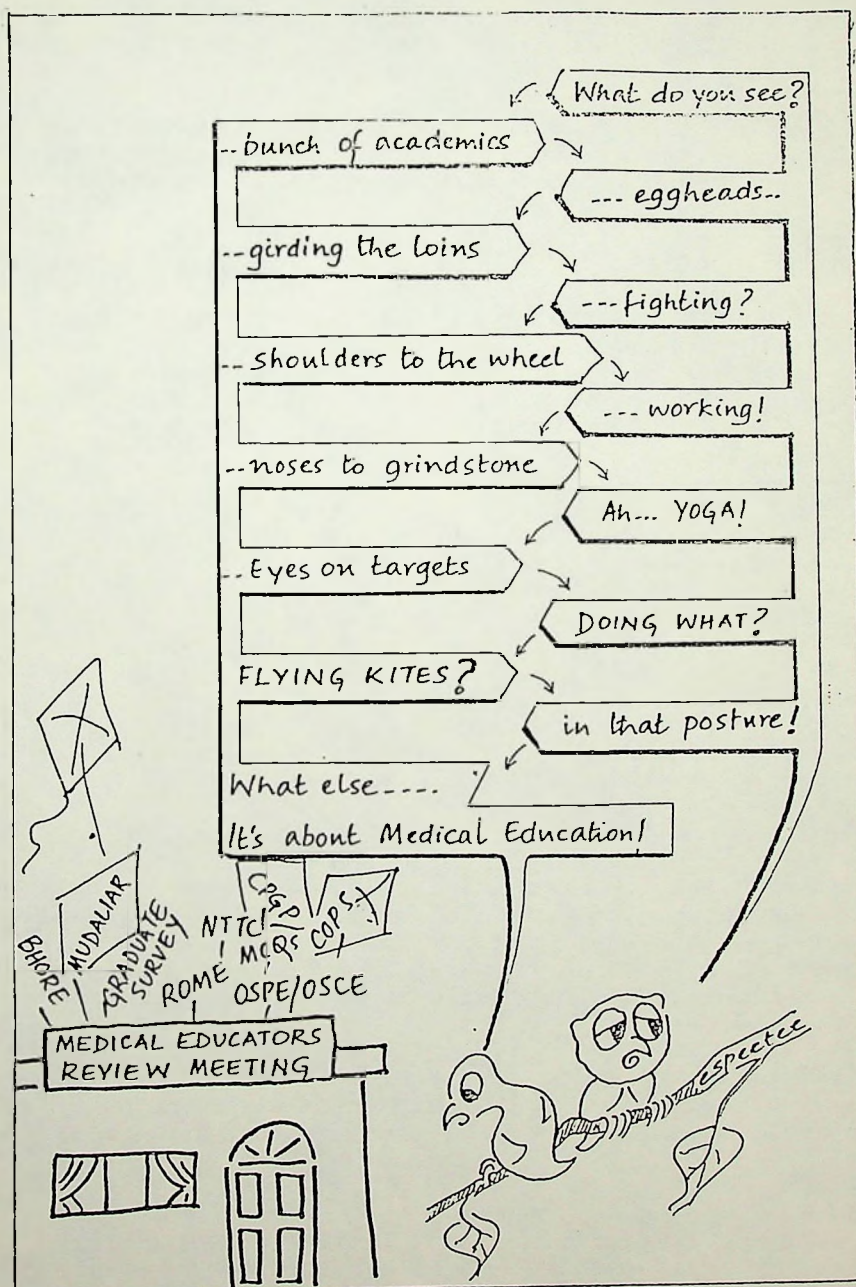 What do you see?
-- bunch of academics
--- eggheads..
-- girding the loins
--- fighting?
-- shoulders to the wheel
--- working!
-- noses to grindstone
Ah... YOGA!
-- Eyes on targets
DOING WHAT?
FLYING KITES?
in that posture!
What else----.
It's about Medical Education!
BHORE
MUDALIAR
GRADUATE
SURVEY
ROME
NTTC
CPGP
MCQs
COPS
OSPE/OSCE
MEDICAL EDUCATORS
REVIEW MEETING
espeetee